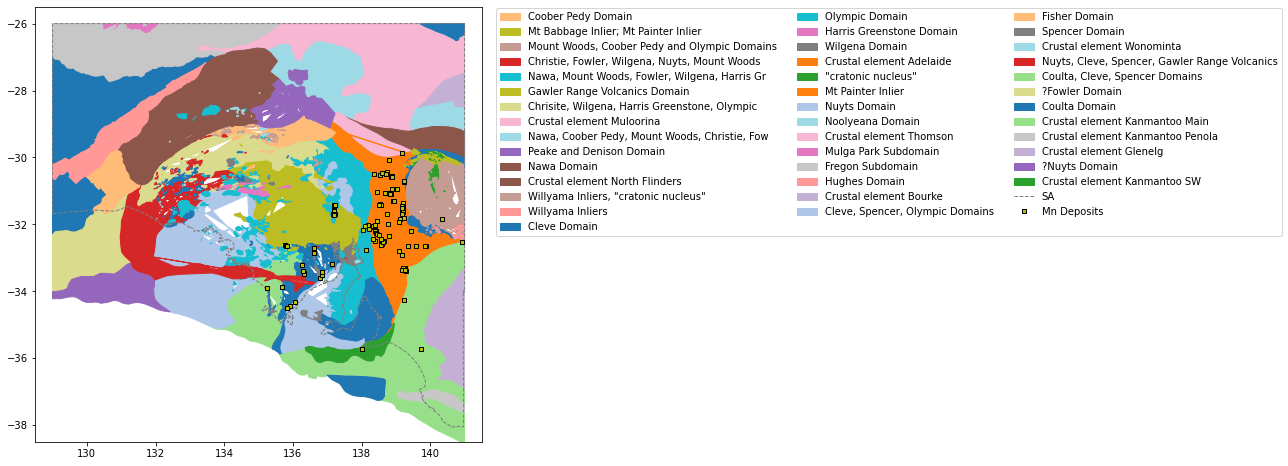 −26
−28
−30
−32
−34
−36
−38
130
132
134
136
138
140
Coober Pedy Domain
Mt Babbage Inlier; Mt Painter Inlier
Mount Woods, Coober Pedy and Olympic Domains
Christie, Fowler, Wilgena, Nuyts, Mount Woods
Nawa, Mount Woods, Fowler, Wilgena, Harris Gr
Gawler Range Volcanics Domain
Chrisite, Wilgena, Harris Greenstone, Olympic
Crustal element Muloorina
Nawa, Coober Pedy, Mount Woods, Christie, Fow
Peake and Denison Domain
Nawa Domain
Crustal element North Flinders
Willyama Inliers, "cratonic nucleus"
Willyama Inliers
Cleve Domain
Olympic Domain
Harris Greenstone Domain
Wilgena Domain
Crustal element Adelaide
"cratonic nucleus"
Mt Painter Inlier
Nuyts Domain
Noolyeana Domain
Crustal element Thomson
Mulga Park Subdomain
Fregon Subdomain
Hughes Domain
Crustal element Bourke
Cleve, Spencer, Olympic Domains
Fisher Domain
Spencer Domain
Crustal element Wonominta
Nuyts, Cleve, Spencer, Gawler Range Volcanics
Coulta, Cleve, Spencer Domains
?Fowler Domain
Coulta Domain
Crustal element Kanmantoo Main
Crustal element Kanmantoo Penola
Crustal element Glenelg
?Nuyts Domain
Crustal element Kanmantoo SW
SA
Mn Deposits